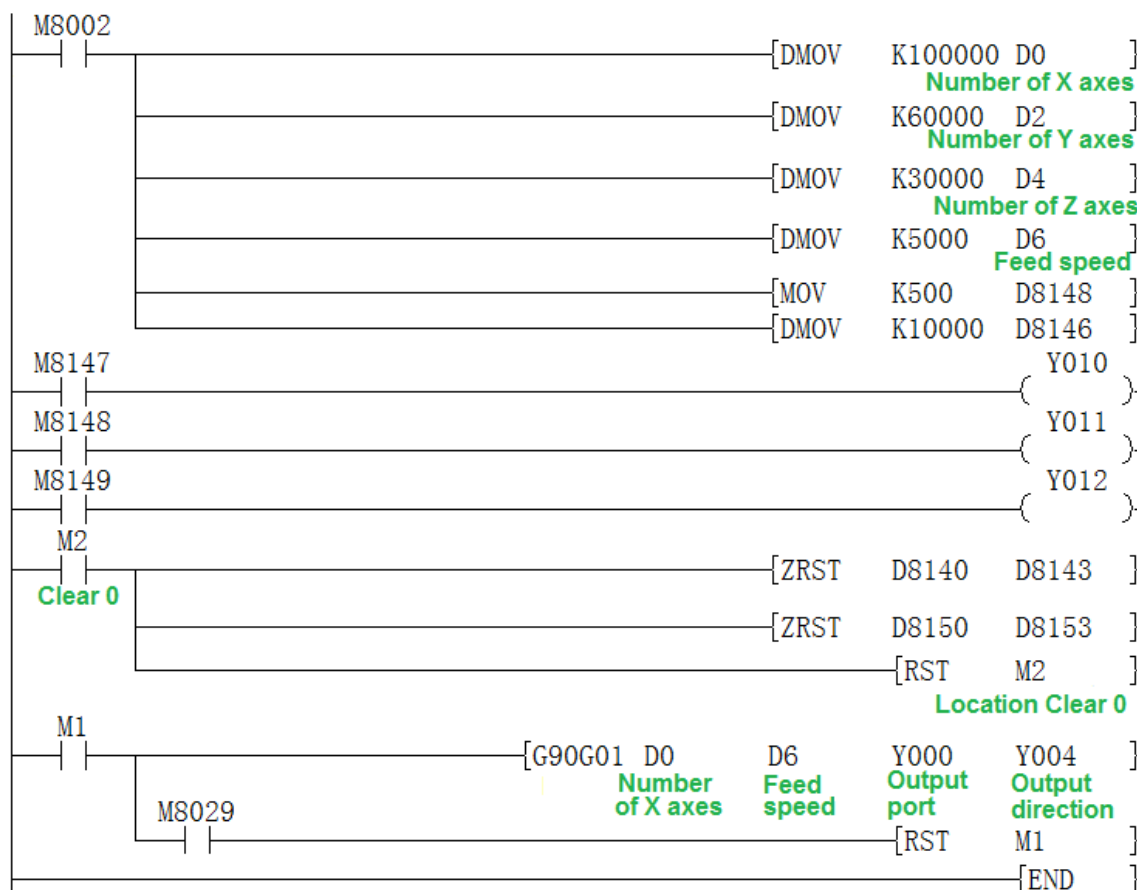 M8002
[DMOV K100000 D0 ]
Number of X axes
[DMOV K60000 D2 ]
Number of Y axes
[DMOV K30000 D4 ]
Number of Z axes
[DMOV K5000 D6 ]
Feed speed
[MOV K500 D8148 ]
[DMOV K10000 D8146 ]
M8147 Y010
M8148 Y011
M8149 Y012
M2
[ZRST D8140 D8143 ]
Clear 0
[ZRST D8150 D8153 ]
[RST M2 ]
Location Clear 0
M1
[G90G01 D0 D6 Y000 Y004 ]
Number of X axes
Feed speed
Output port
Output direction
M8029
[RST M1 ]
[END ]